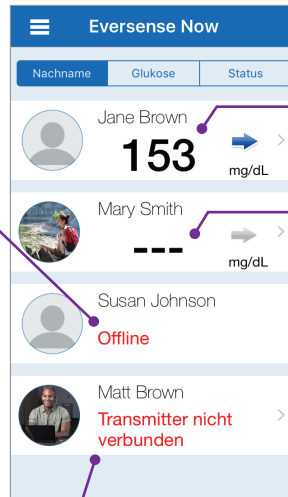 Eversense Now
Nachname Glukose Status
Jane Brown
153
mg/dL
Mary Smith
---
mg/dL
Susan Johnson
Offline
Matt Brown
Transmitter nicht
verbunden